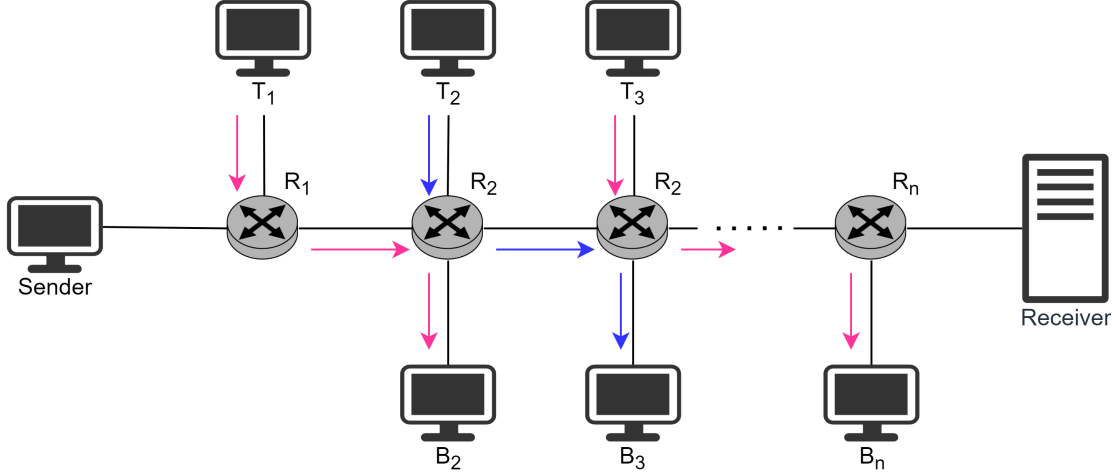 T1
T2
T3
R1
R2
R2
Rn
Sender
Receiver
B2
B3
Bn